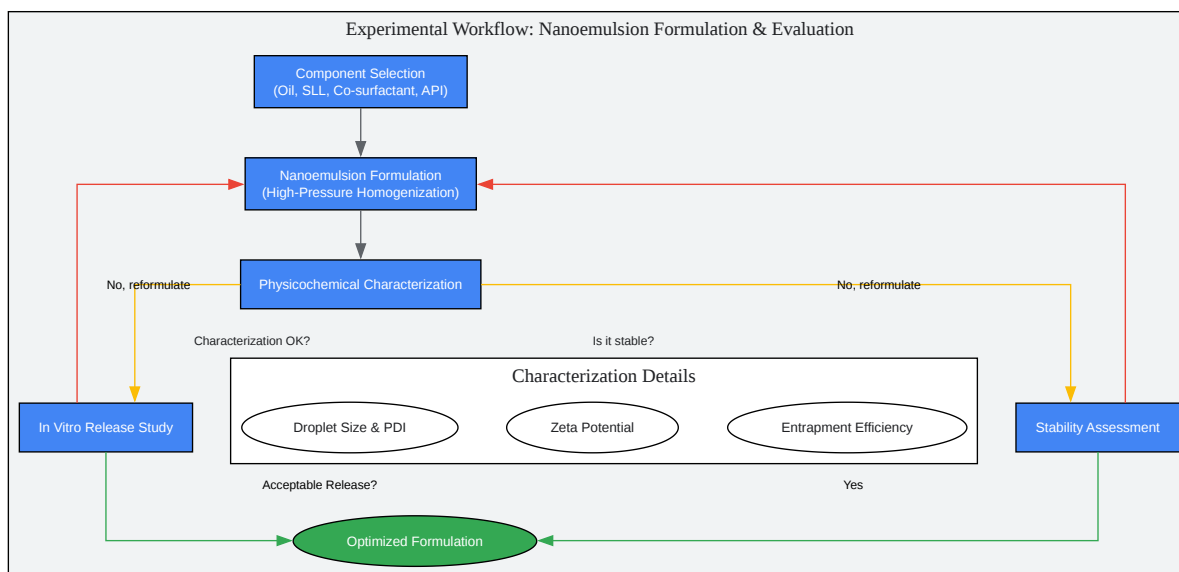 Experimental Workflow: Nanoemulsion Formulation & Evaluation
Component Selection
(Oil, SLL, Co-surfactant, API)
Nanoemulsion Formulation
(High-Pressure Homogenization)
Physicochemical Characterization
No, reformulate
No, reformulate
Characterization OK?
Is it stable?
Characterization Details
In Vitro Release Study
Droplet Size & PDI
Zeta Potential
Entrapment Efficiency
Stability Assessment
Acceptable Release?
Yes
Optimized Formulation